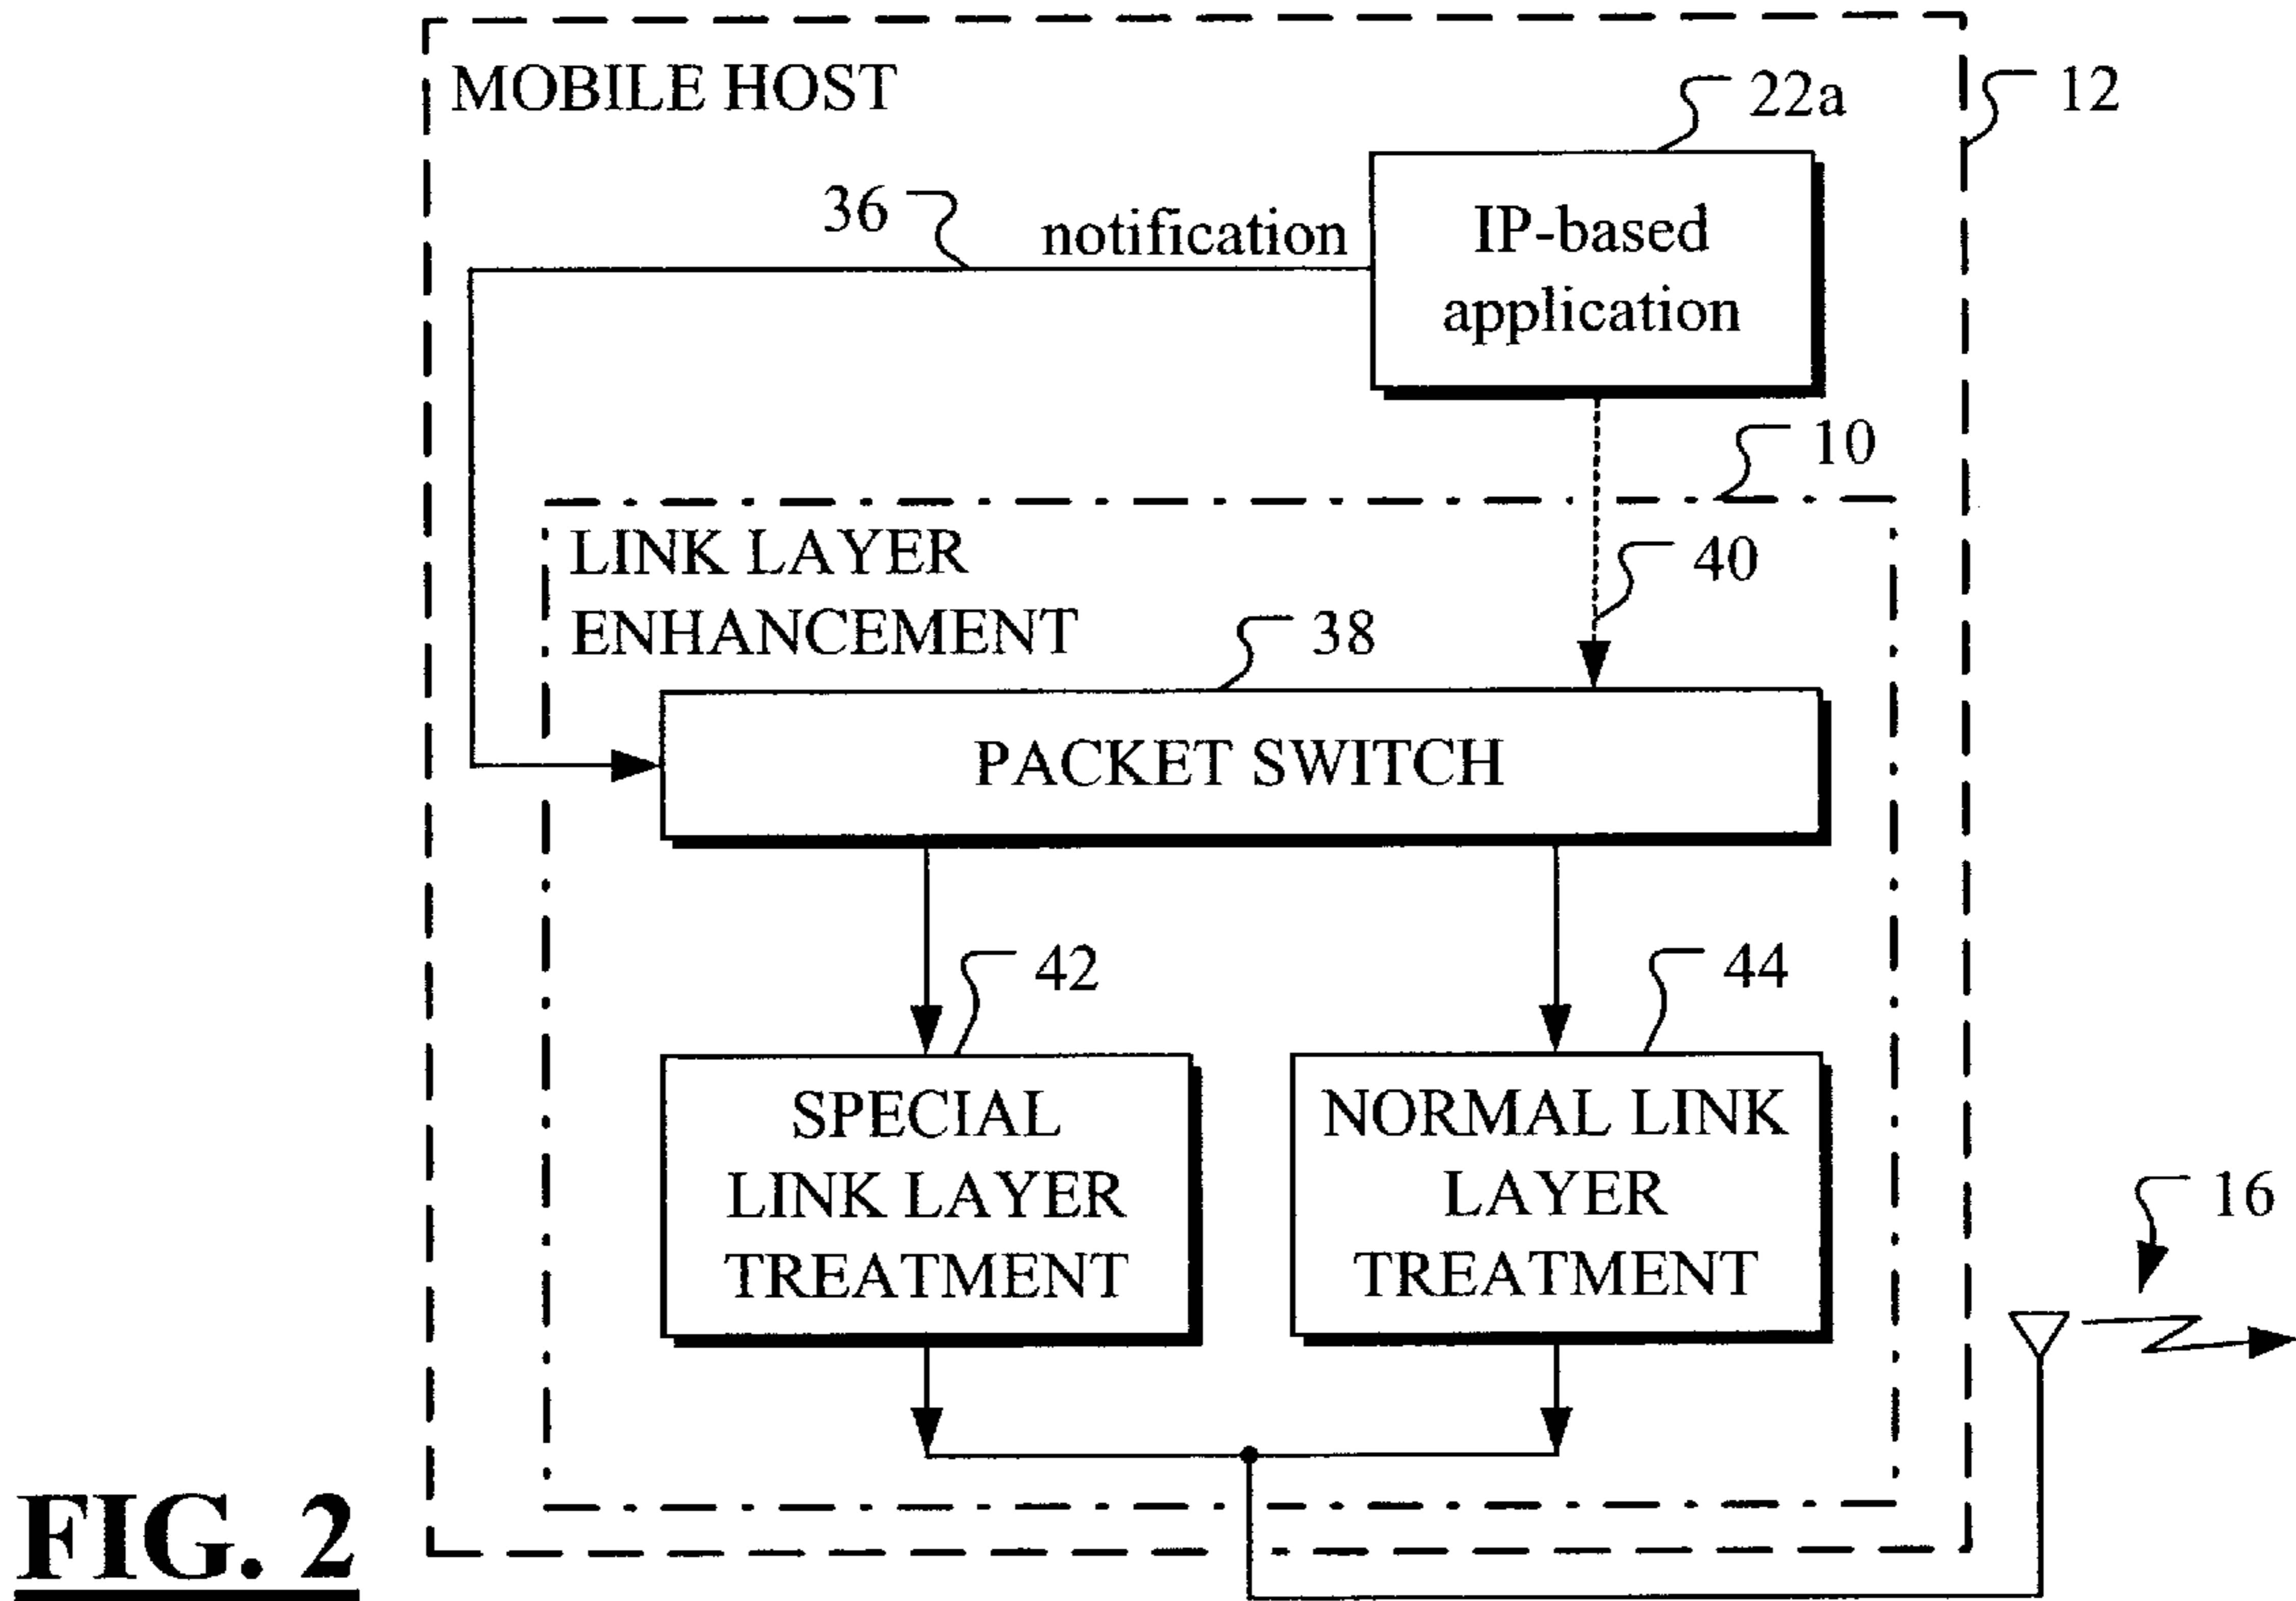 MOBILE HOST
22a
12
36
notification
IP-based
application
10
LINK LAYER
ENHANCEMENT
40
38
PACKET SWITCH
42
44
SPECIAL
LINK LAYER
TREATMENT
NORMAL LINK
LAYER
TREATMENT
16
FIG. 2